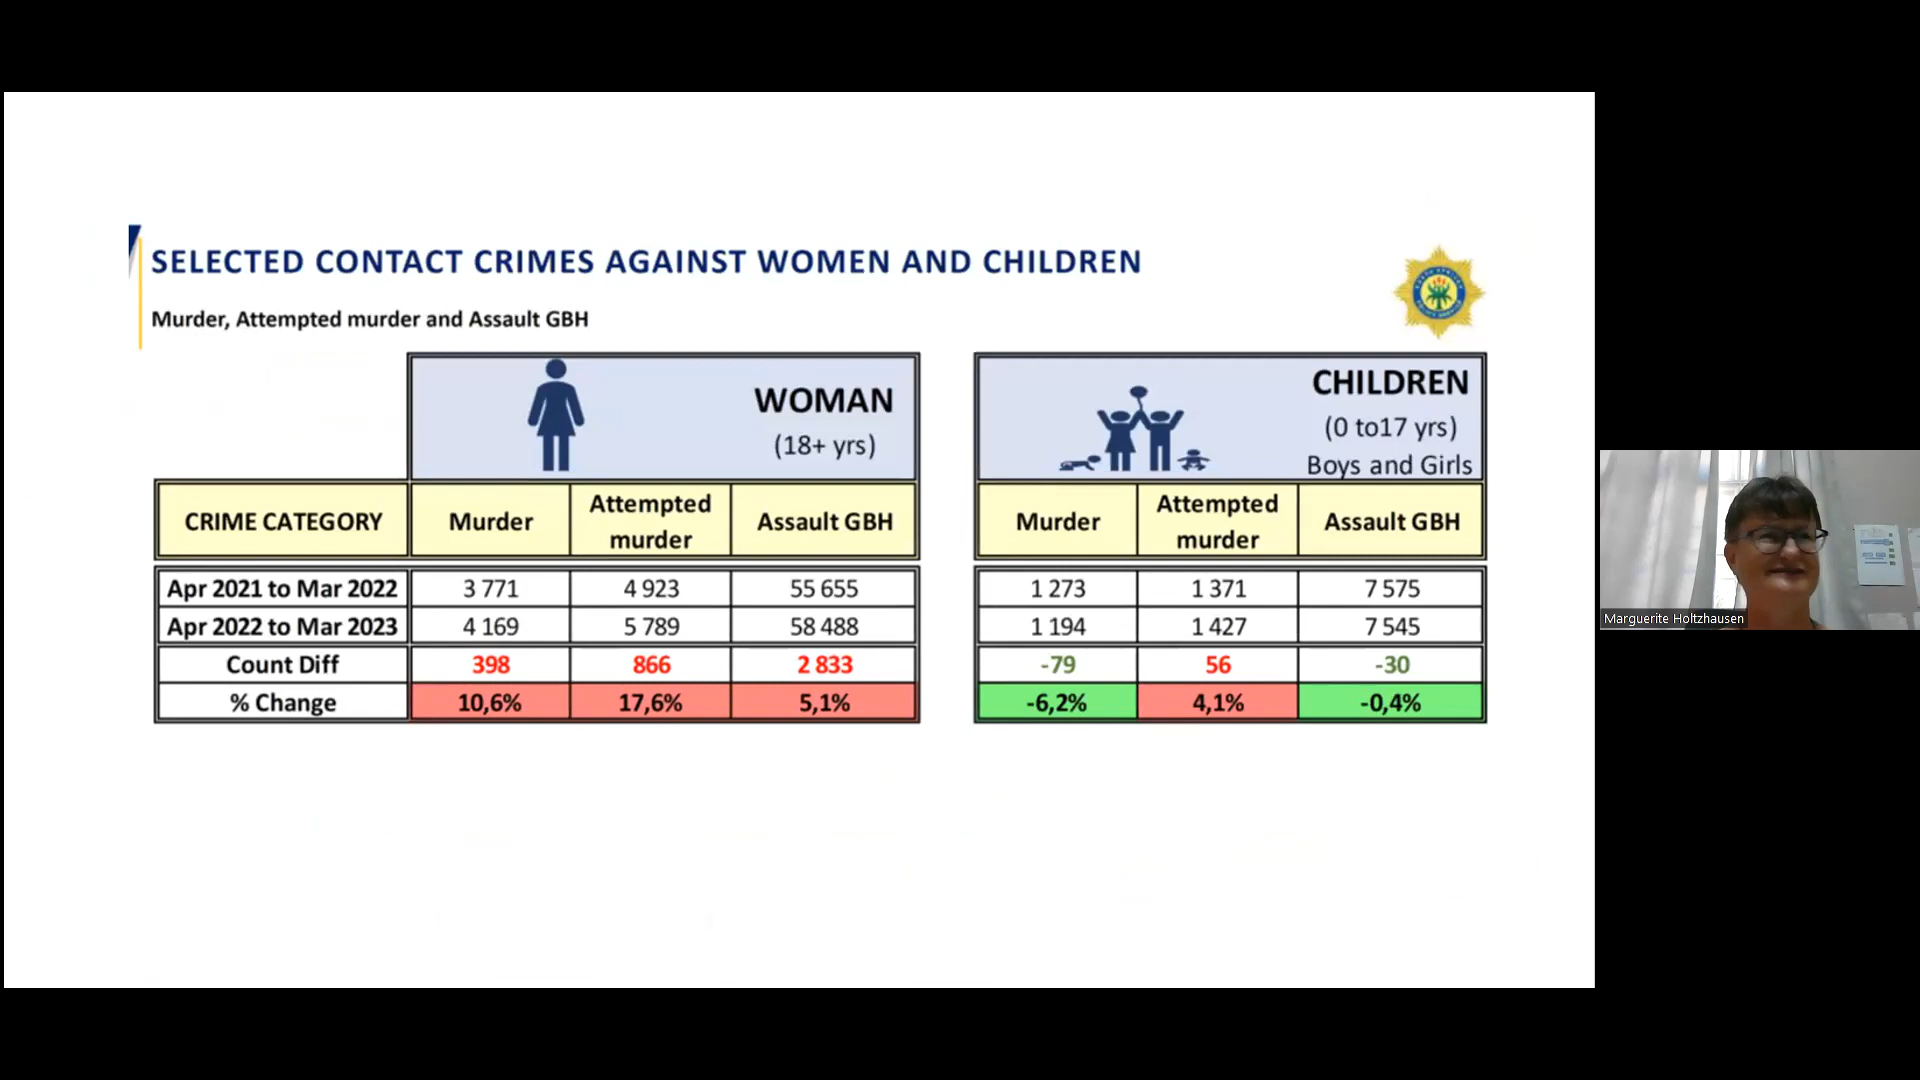 SELECTED CONTACT CRIMES AGAINST WOMEN AND CHILDREN
Murder, Attempted murder and Assault GBH
WOMAN
(18+ yrs)
CHILDREN
(0 to17 yrs)
Boys and Girls
CRIME CATEGORY Murder Attempted murder Assault GBH Murder Attempted murder Assault GBH
Apr 2021 to Mar 2022 3 771 4 923 55 655 1 273 1 371 7 575
Apr 2022 to Mar 2023 4 169 5 789 58 488 1 194 1 427 7 545
Count Diff 398 866 2 833 -79 56 -30
% Change 10,6% 17,6% 5,1% -6,2% 4,1% -0,4%
Marguerite Holtzhausen